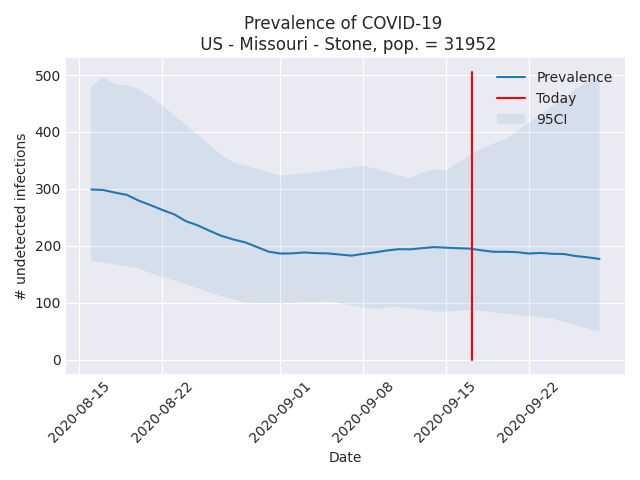 Prevalence of COVID-19
US - Missouri - Stone, pop. = 31952
500
400
300
200
100
0
# undetected infections
Prevalence
Today
95CI
2020-08-15
2020-08-22
2020-09-01
2020-09-08
2020-09-15
2020-09-22
Date